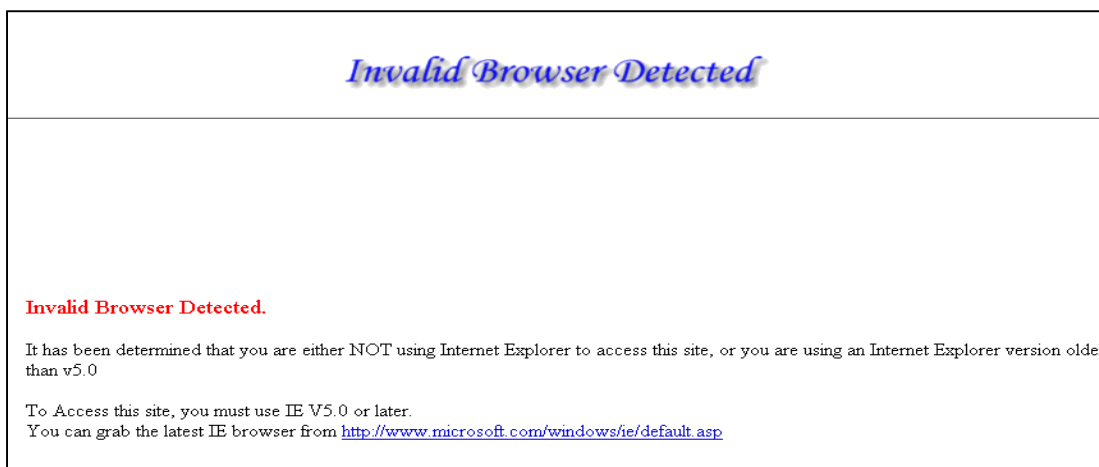 Invalid Browser Detected
Invalid Browser Detected.
It has been determined that you are either NOT using Internet Explorer to access this site, or you are using an Internet Explorer version olde
than v5.0
To Access this site, you must use IE V5.0 or later.
You can grab the latest IE browser from http://www.microsoft.com/windows/ie/default.asp